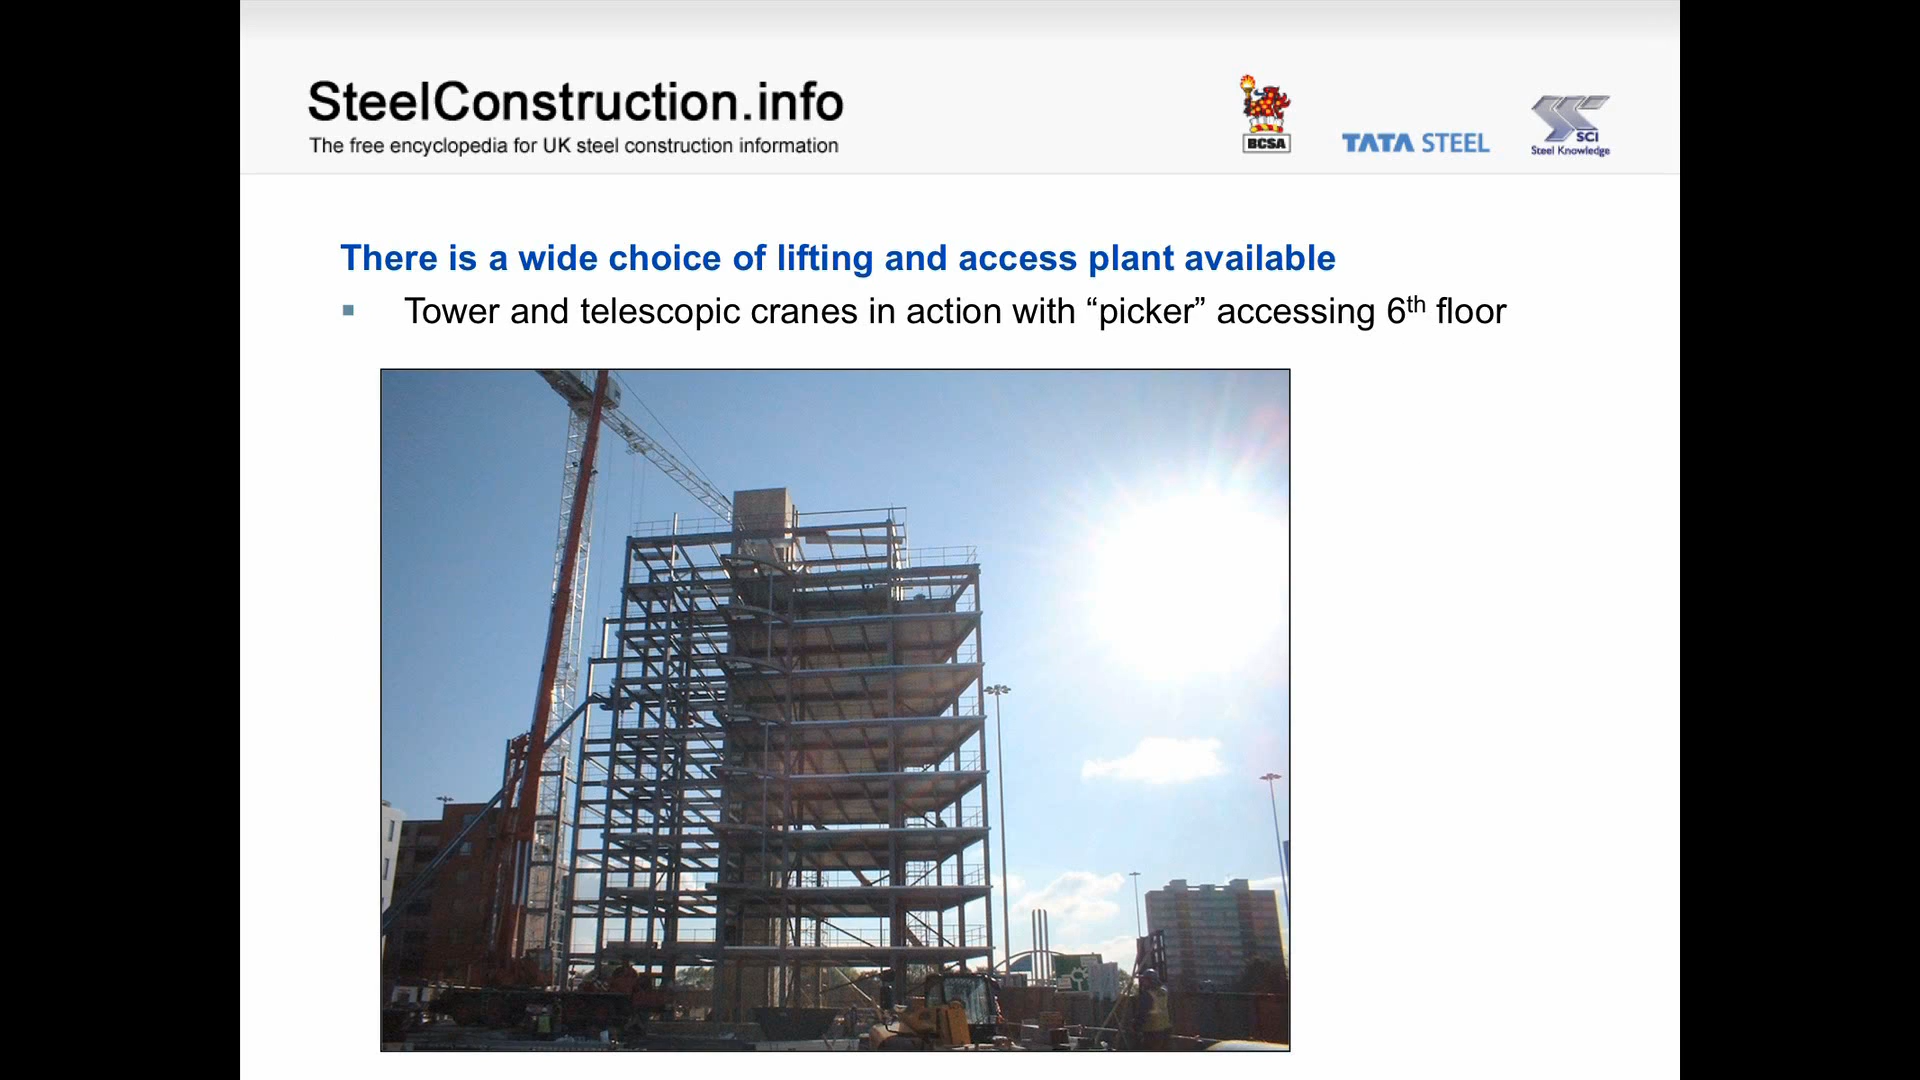 SteelConstruction.info
The free encyclopedia for UK steel construction information
BCSA
TATA STEEL
SCI
Steel Knowledge
There is a wide choice of lifting and access plant available
▪ Tower and telescopic cranes in action with “picker” accessing 6th floor